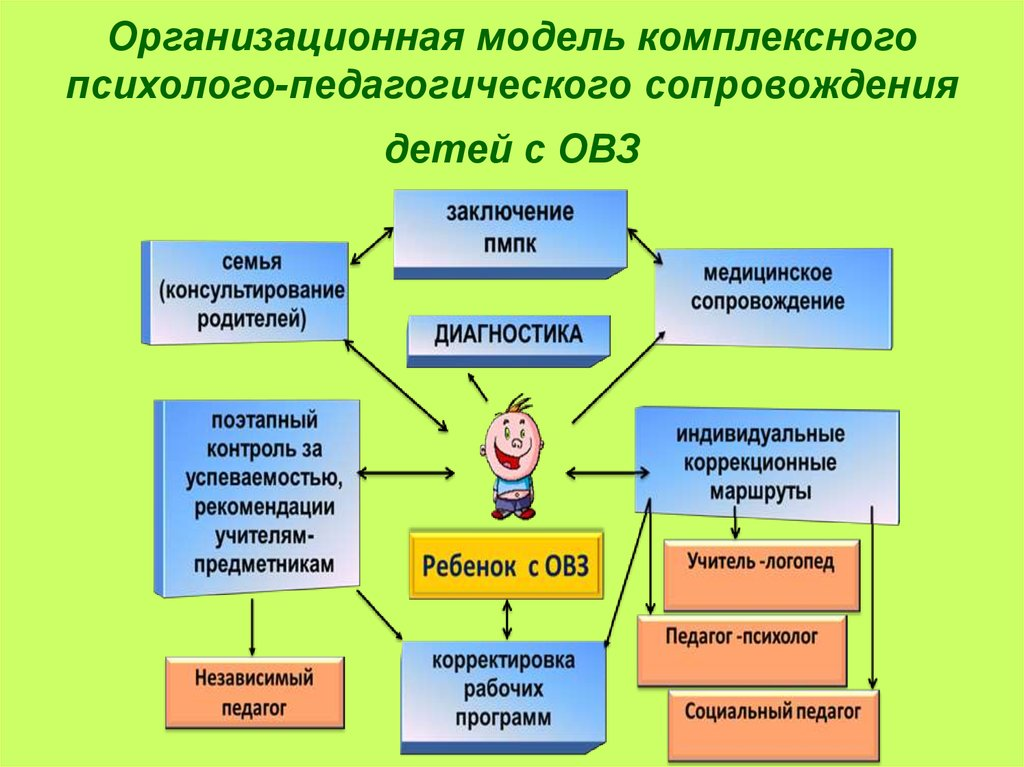 Организационная модель комплексного
психолого-педагогического сопровождения
детей с ОВЗ
заключение
пмпк
семья
(консультирование
родителей)
медицинское
сопровождение
ДИАГНОСТИКА
поэтапный
контроль за
успеваемостью,
рекомендации
учителям-
предметникам
индивидуальные
коррекционные
маршруты
Ребенок с ОВЗ
Учитель -логопед
Педагог -психолог
Социальный педагог
Независимый
педагог
корректировка
рабочих
программ